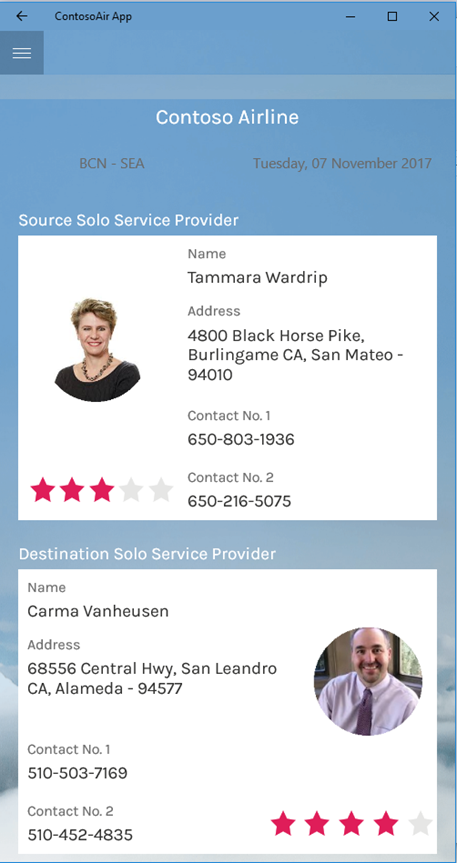 ContosoAir App
Contoso Airline
BCN - SEA Tuesday, 07 November 2017
Source Solo Service Provider
Name
Tammara Wardrip
Address
4800 Black Horse Pike,
Burlingame CA, San Mateo -
94010
Contact No. 1
650-803-1936
Contact No. 2
650-216-5075
Destination Solo Service Provider
Name
Carma Vanheusen
Address
68556 Central Hwy, San Leandro
CA, Alameda - 94577
Contact No. 1
510-503-7169
Contact No. 2
510-452-4835